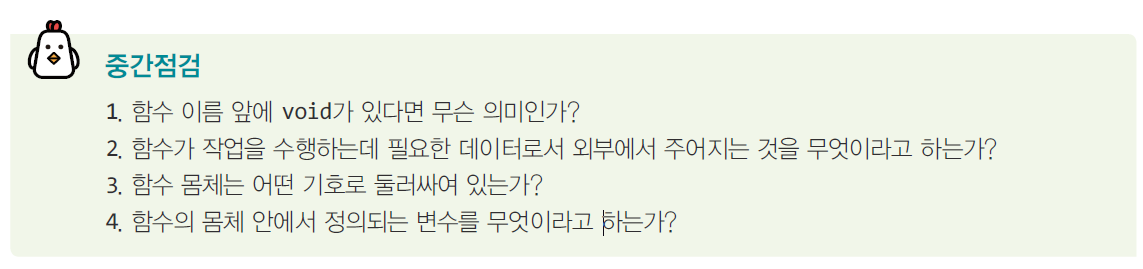 중간점검
1. 함수 이름 앞에 void가 있다면 무슨 의미인가?
2. 함수가 작업을 수행하는데 필요한 데이터로서 외부에서 주어지는 것을 무엇이라고 하는가?
3. 함수 몸체는 어떤 기호로 둘러싸여 있는가?
4. 함수의 몸체 안에서 정의되는 변수를 무엇이라고 하는가?